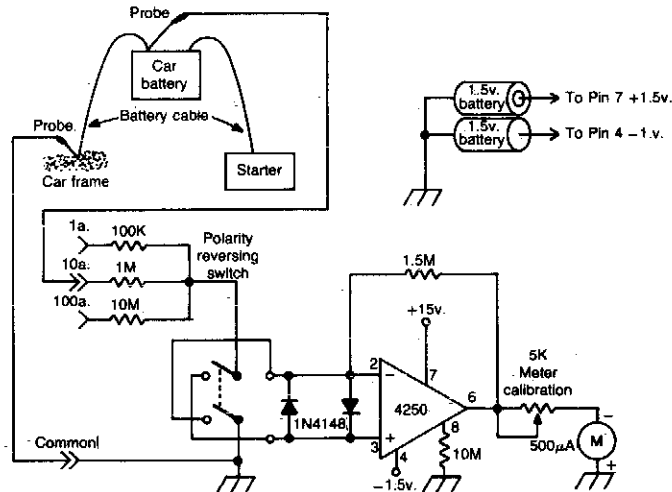 Probe
Car
battery
Battery cable
Probe.
Car frame
Starter
1.5v.
battery
To Pin 7 +1.5v.
1.5v.
battery
To Pin 4 −1.v.
1a.
100K
10a.
1M
100a.
10M
Polarity
reversing
switch
1.5M
+15v.
2
−
7
4250
6
+
3
4
8
1N4148
10M
−1.5v.
5K
Meter
calibration
500µA
−
M
+
Common